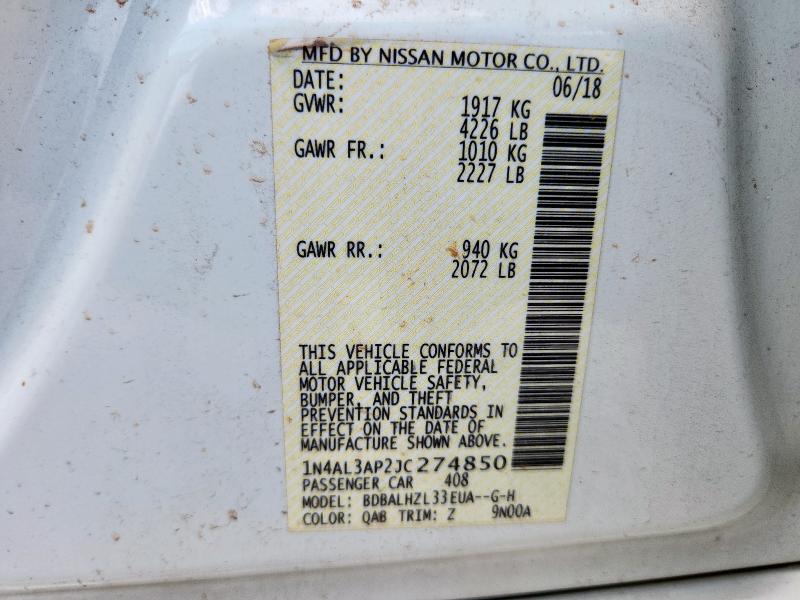 MFD BY NISSAN MOTOR CO., LTD.
DATE: 06/18
GVWR: 1917 KG
4226 LB
GAWR FR.: 1010 KG
2227 LB
GAWR RR.: 940 KG
2072 LB
THIS VEHICLE CONFORMS TO
ALL APPLICABLE FEDERAL
MOTOR VEHICLE SAFETY,
BUMPER, AND THEFT
PREVENTION STANDARDS IN
EFFECT ON THE DATE OF
MANUFACTURE SHOWN ABOVE.
1N4AL3AP2JC274850
PASSENGER CAR 408
MODEL: BDBALHZL33EUA--G-H
COLOR: QAB TRIM: Z 9N00A